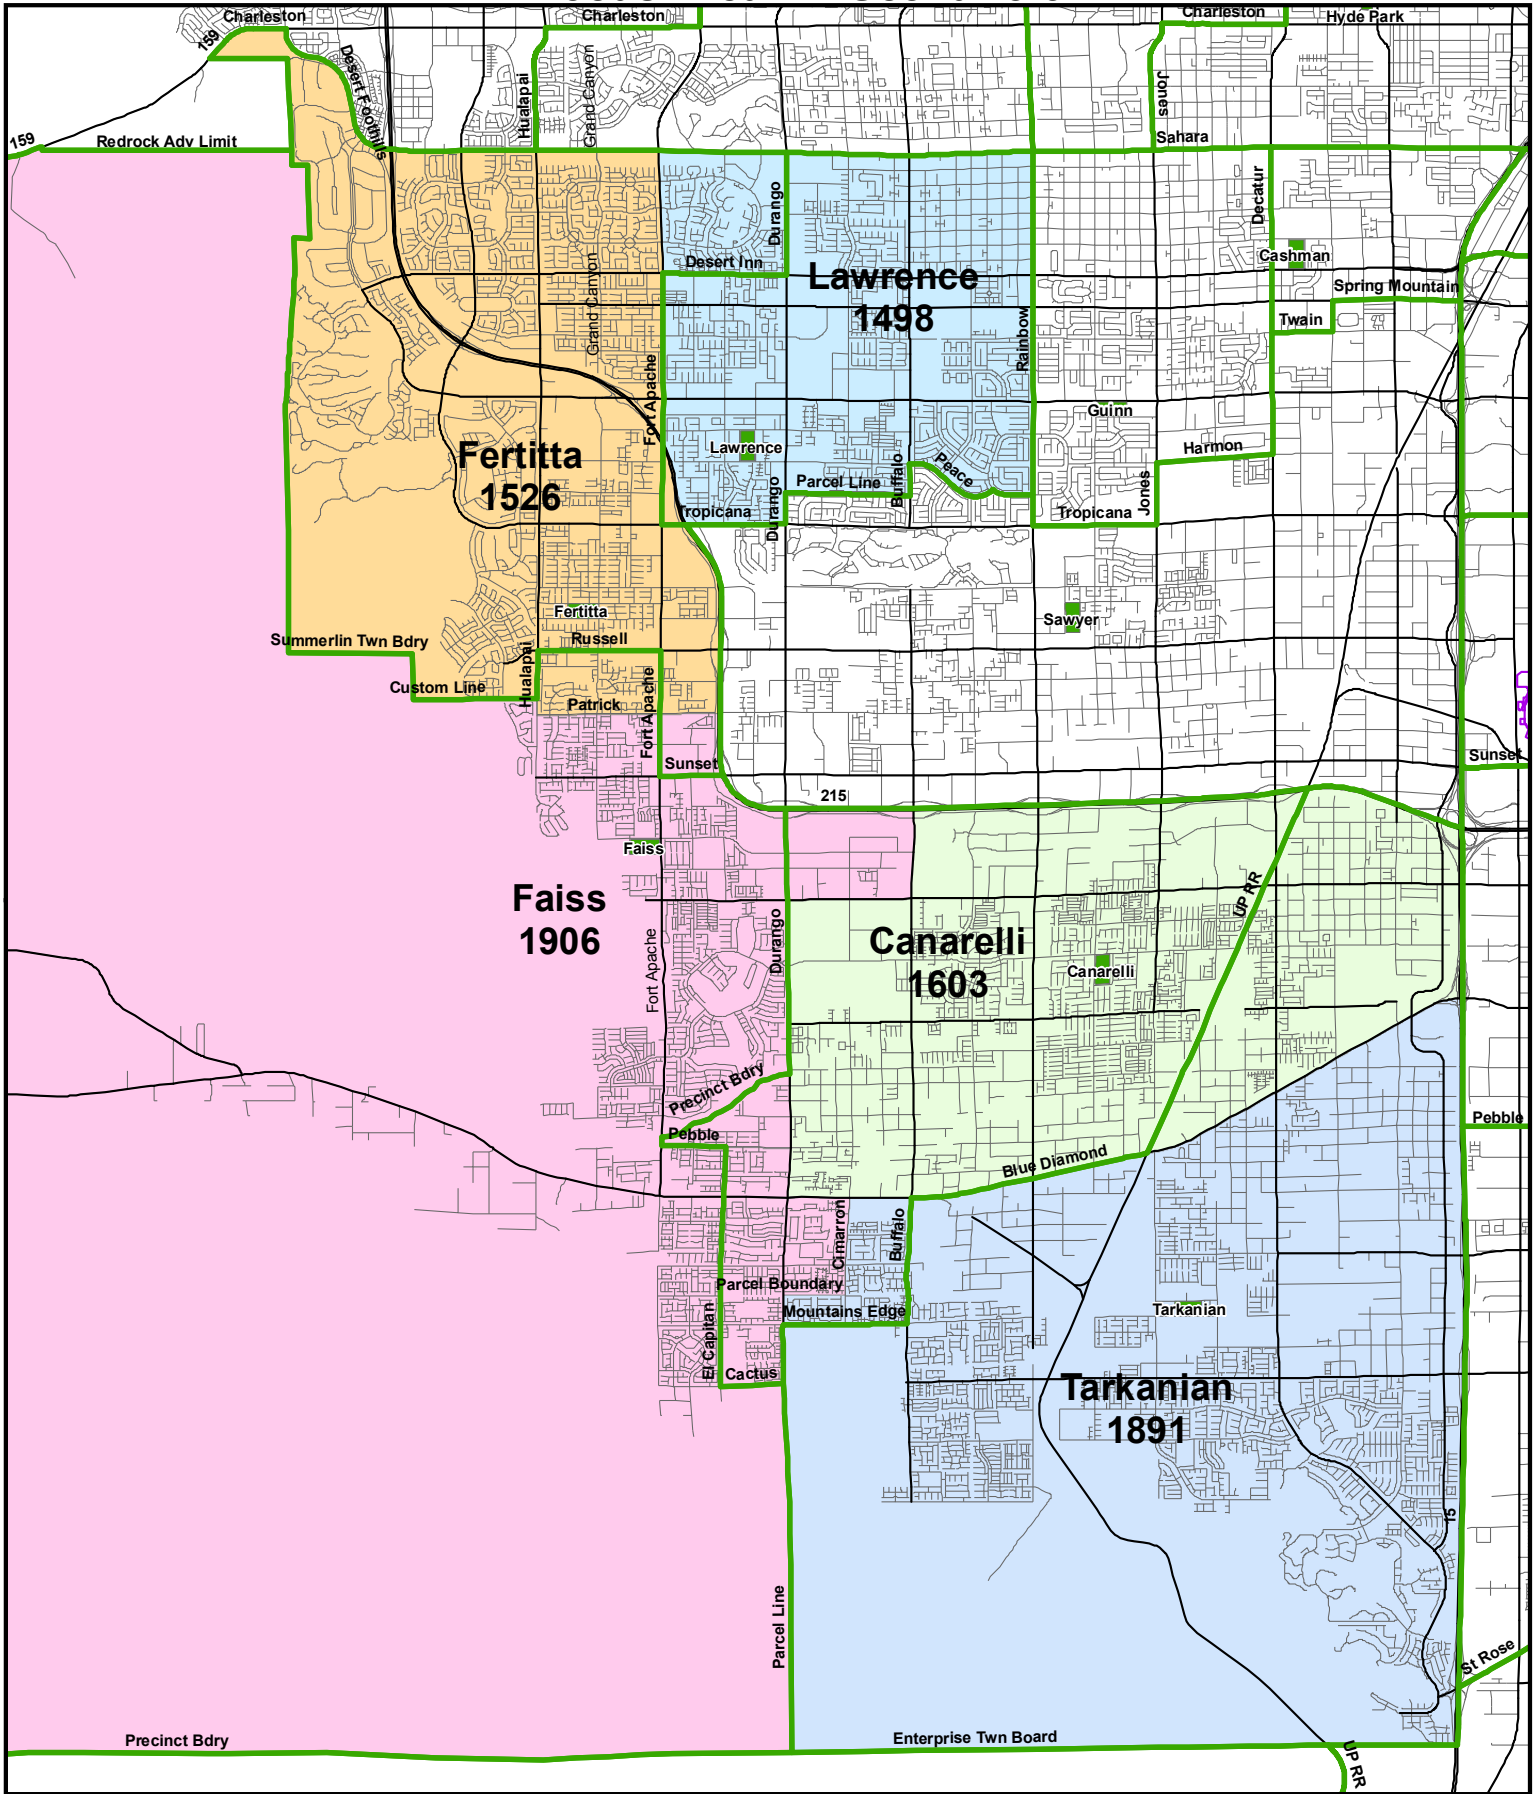 Charleston
Charleston
Charleston
Hyde Park
159
Desert Foothills
Hualapai
Grand Canyon
Jones
159
Redrock Adv Limit
Sahara
Durango
Decatur
Desert Inn
Lawrence
1498
Cashman
Spring Mountain
Grand Canyon
Twain
Rainbow
Fort Apache
Guinn
Fertitta
1526
Lawrence
Harmon
Buffalo
Peace
Parcel Line
Jones
Tropicana
Durango
Tropicana
Fertitta
Sawyer
Summerlin Twn Bdry
Russell
Hualapai
Custom Line
Patrick
Fort Apache
Sunset
Sunset
215
Faiss
Faiss
1906
UP RR
Canarelli
1603
Durango
Fort Apache
Canarelli
Precinct Bdry
Pebble
Pebble
Blue Diamond
Cimarron
Buffalo
Parcel Boundary
Mountains Edge
Tarkanian
El Capitan
Cactus
Tarkanian
1891
15
Parcel Line
St Rose
Precinct Bdry
Enterprise Twn Board
UP RR